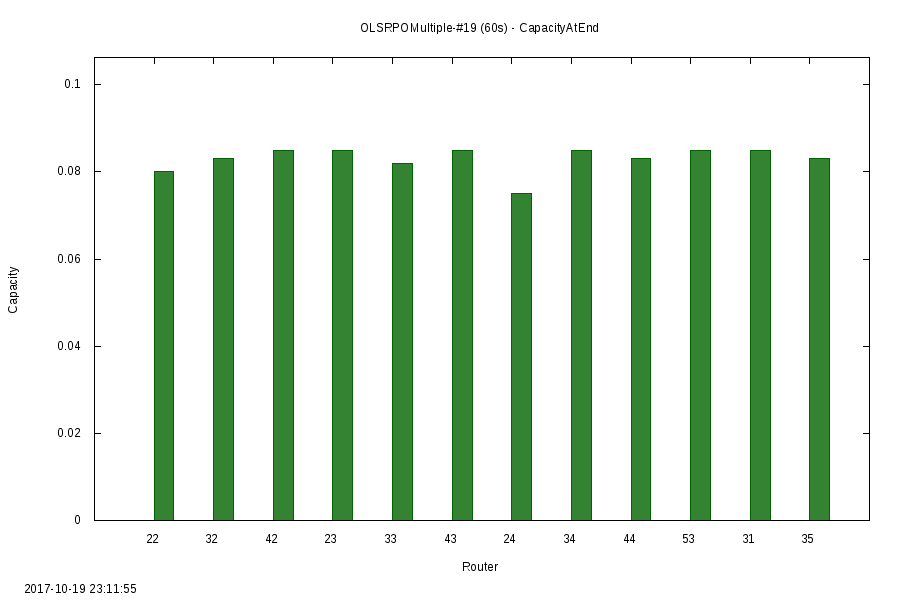 OLSRPOMultiple-#19 (60s) - CapacityAtEnd
0.1
0.08
0.06
0.04
0.02
0
Capacity
22 32 42 23 33 43 24 34 44 53 31 35
Router
2017-10-19 23:11:55